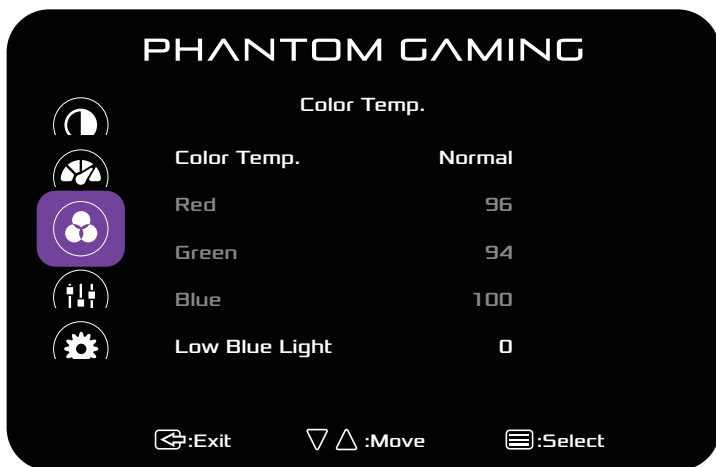 PHANTOM GAMING
Color Temp.
Color Temp. Normal
Red 96
Green 94
Blue 100
Low Blue Light 0
:Exit :Move :Select